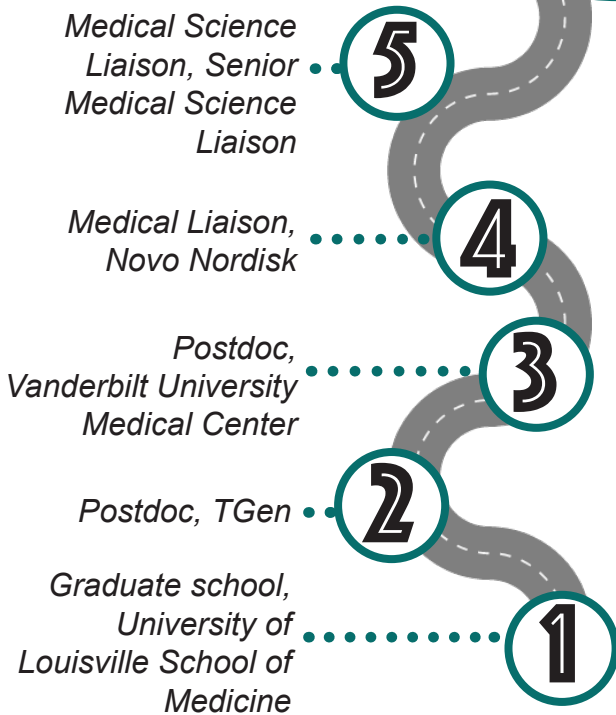 Medical Science
Liaison, Senior
Medical Science
Liaison
5
Medical Liaison,
Novo Nordisk
4
Postdoc,
Vanderbilt University
Medical Center
3
Postdoc, TGen
2
Graduate school,
University of
Louisville School of
Medicine
1